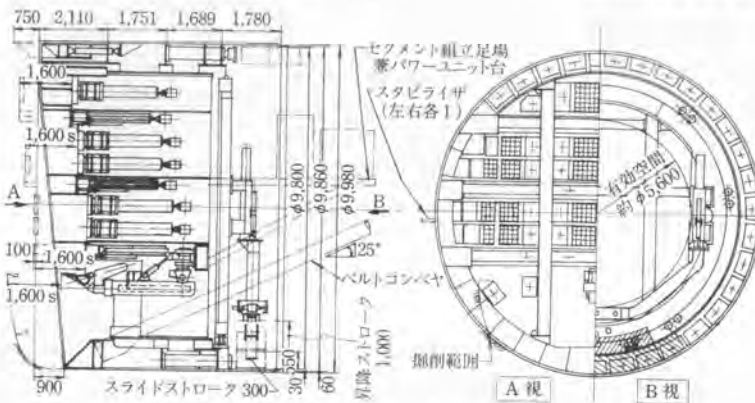 750 2,110 1,751 1,689 1,780
セグメント組立足場
兼パワーユニット台
スタビライザ
(左右各1)
1,600
1,600 s
A
B
φ9,800
φ9,860
φ9,980
有効空間
約φ5,600
100
1,600 s
1,600 s
25°
ベルトコンベヤ
900
スライドストローク 300
550
30
60
昇降ストローク
1,000
掘削範囲
A 視
B 視